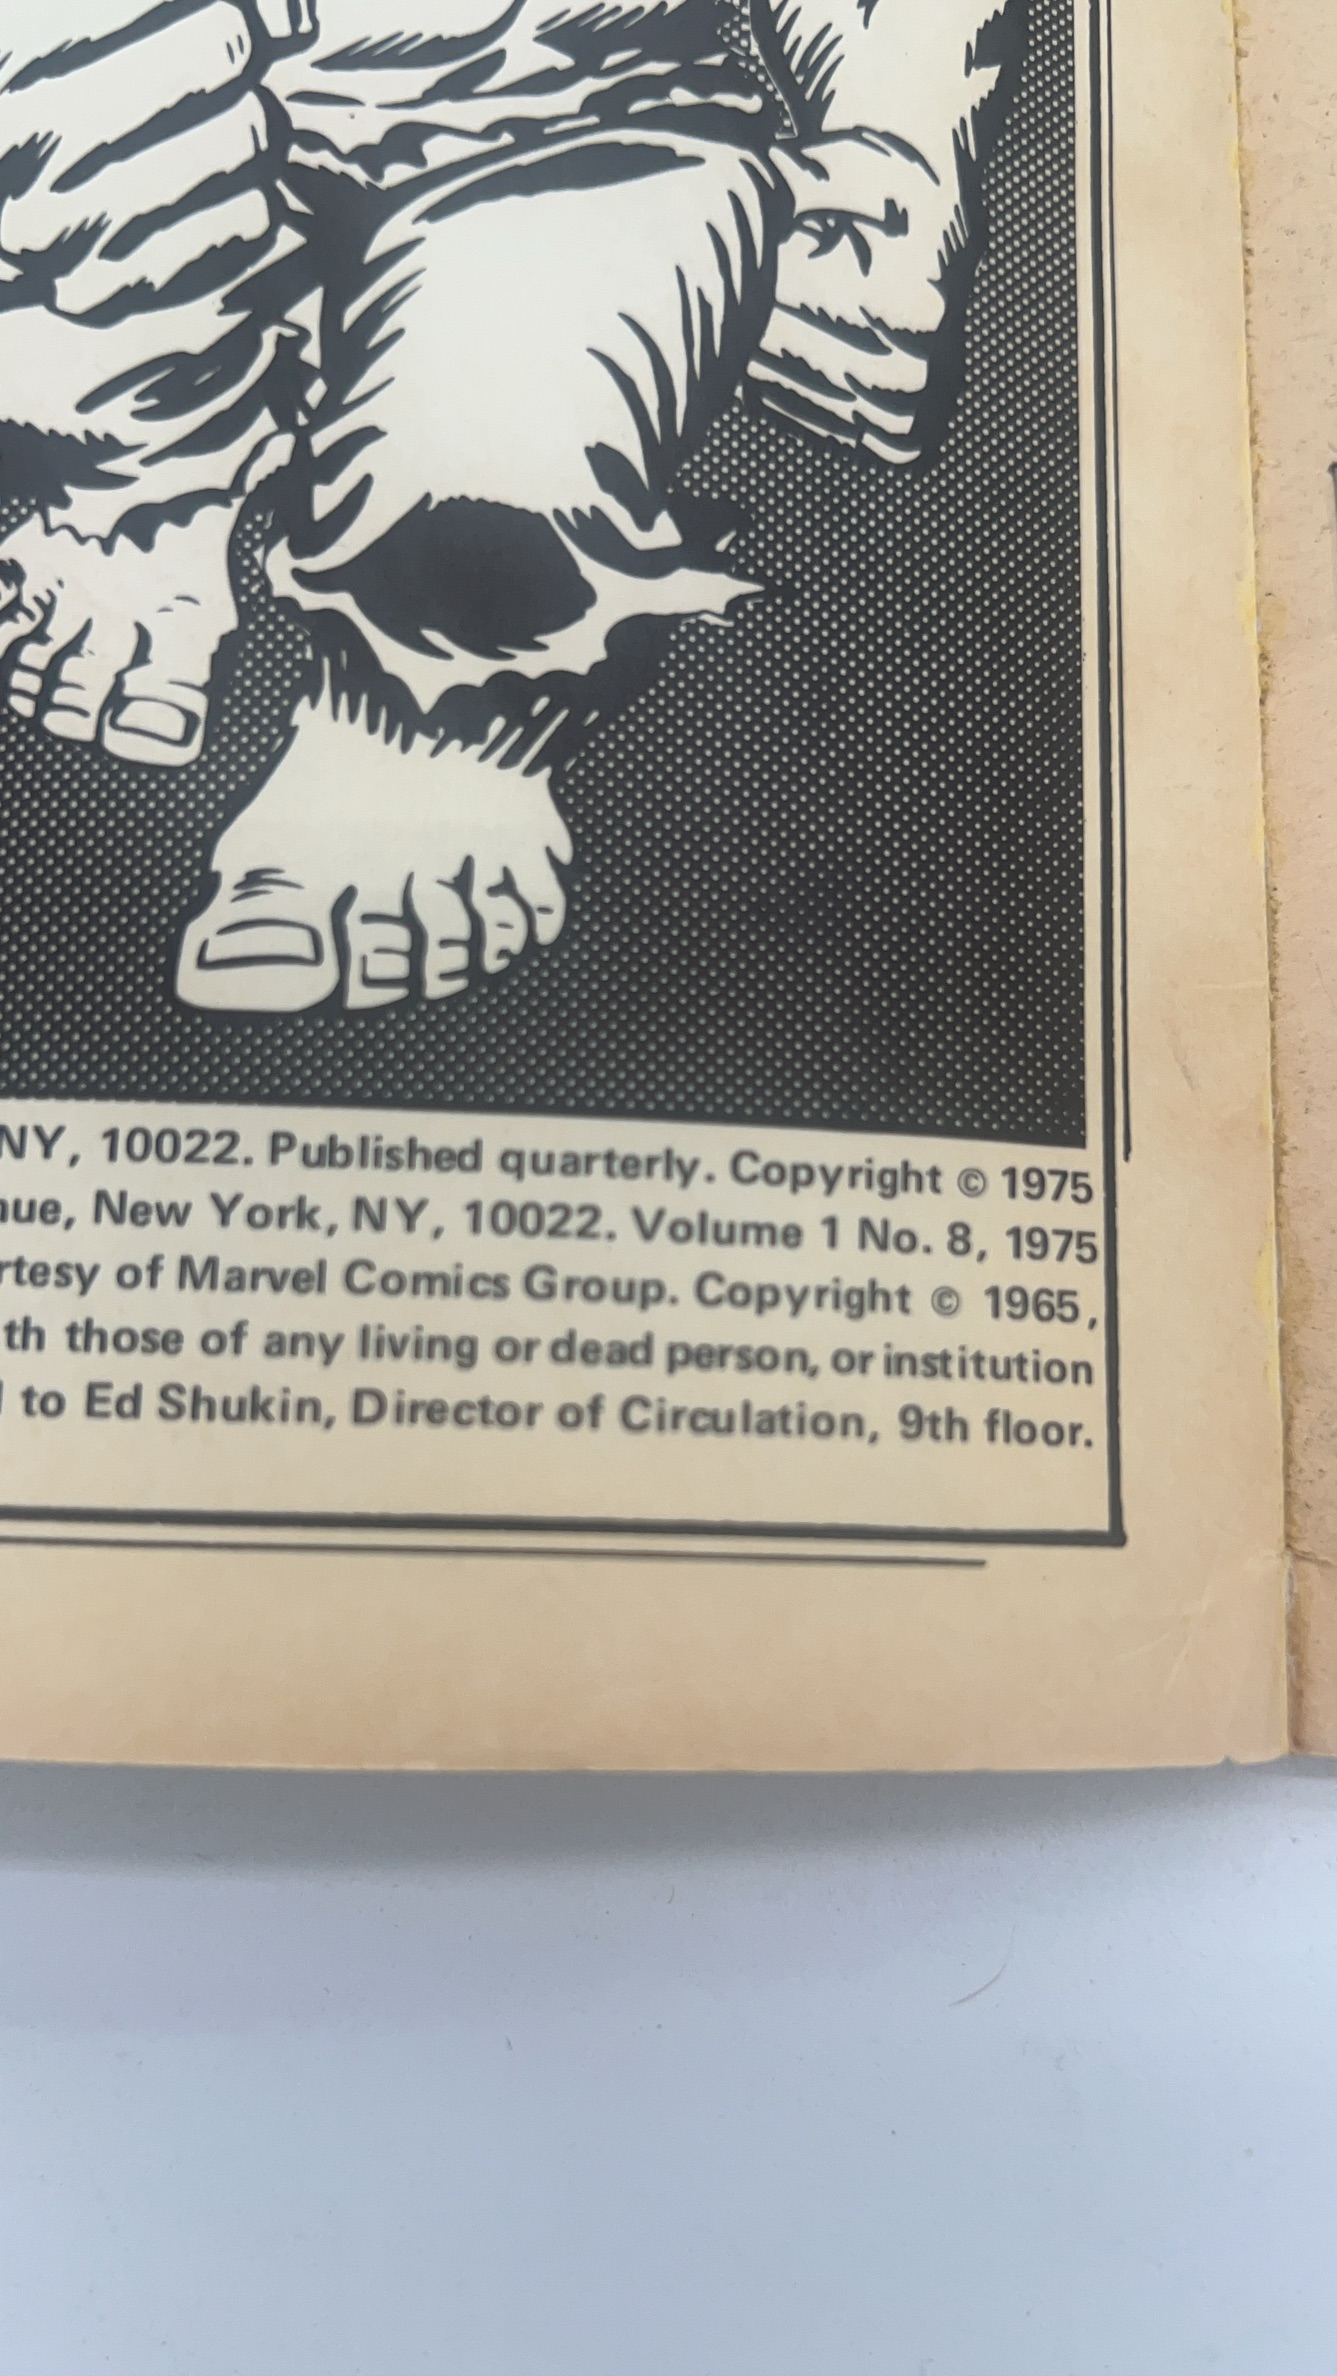 NY, 10022. Published quarterly. Copyright © 1975
nue, New York, NY, 10022. Volume 1 No. 8, 1975
rtesy of Marvel Comics Group. Copyright © 1965,
th those of any living or dead person, or institution
to Ed Shukin, Director of Circulation, 9th floor.